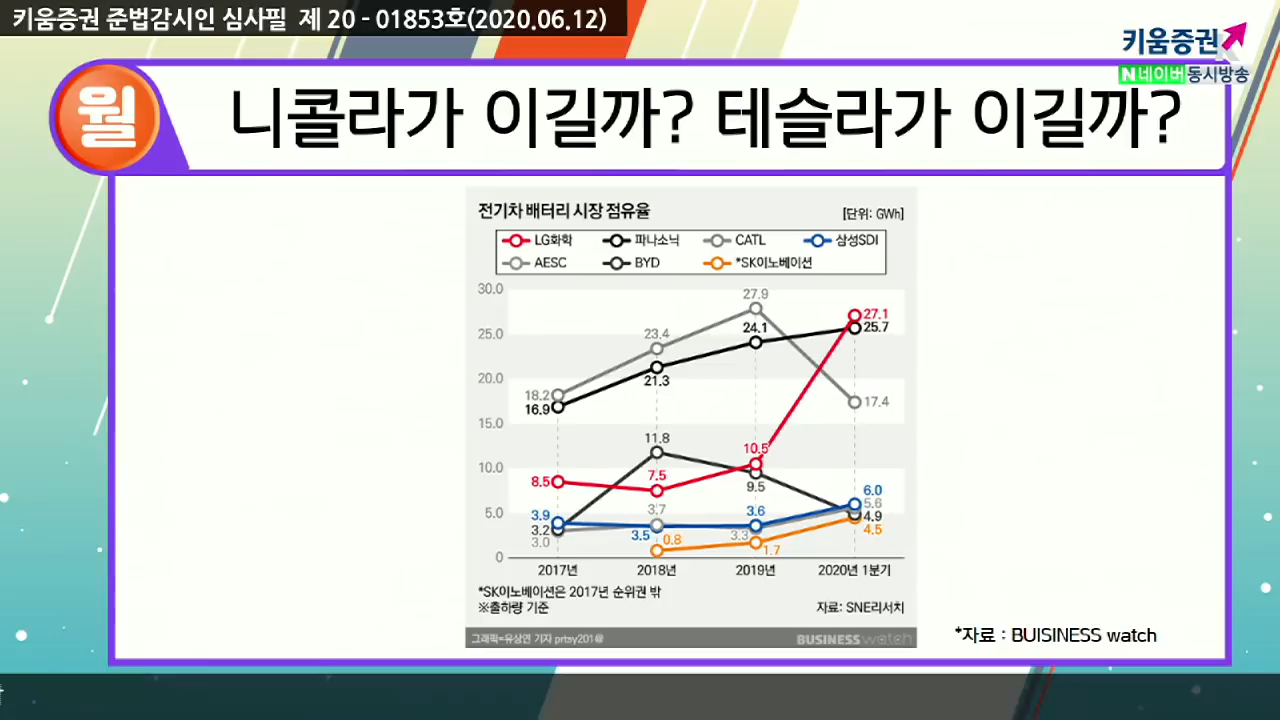 키움증권 준법감시인 심사필 제 20 - 01853호(2020.06.12)
키움증권
N 네이버 동시방송
월
니콜라가 이길까? 테슬라가 이길까?
전기차 배터리 시장 점유율
[단위: GWh]
LG화학 파나소닉 CATL 삼성SDI
AESC BYD *SK이노베이션
30.0
25.0
20.0
15.0
10.0
5.0
0
18.2 23.4 27.9 17.4
16.9 21.3 24.1 25.7
8.5 7.5 10.5 27.1
3.2 11.8 9.5 4.9
3.9 3.5 3.6 6.0
3.0 3.7 3.3 5.6
0.8 1.7 4.5
2017년 2018년 2019년 2020년 1분기
*SK이노베이션은 2017년 순위권 밖
※출하량 기준
자료: SNE리서치
그래픽=유상연 기자 prtsy201@
BUSINESS watch
*자료 : BUISINESS watch